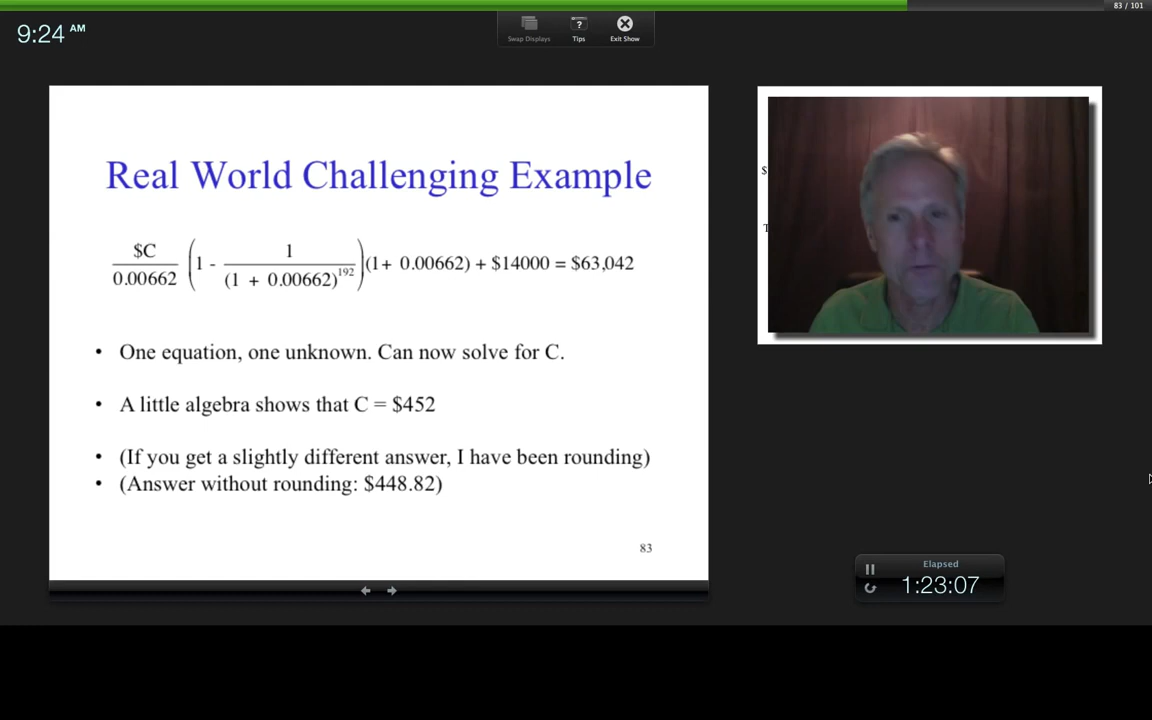 83 / 101
9:24 AM
Swap Displays
Tips
Exit Show
Real World Challenging Example
$C / 0.00662 (1 - 1 / (1 + 0.00662)^192)(1+ 0.00662) + $14000 = $63,042
• One equation, one unknown. Can now solve for C.
• A little algebra shows that C = $452
• (If you get a slightly different answer, I have been rounding)
• (Answer without rounding: $448.82)
83
$
T
Elapsed
1:23:07